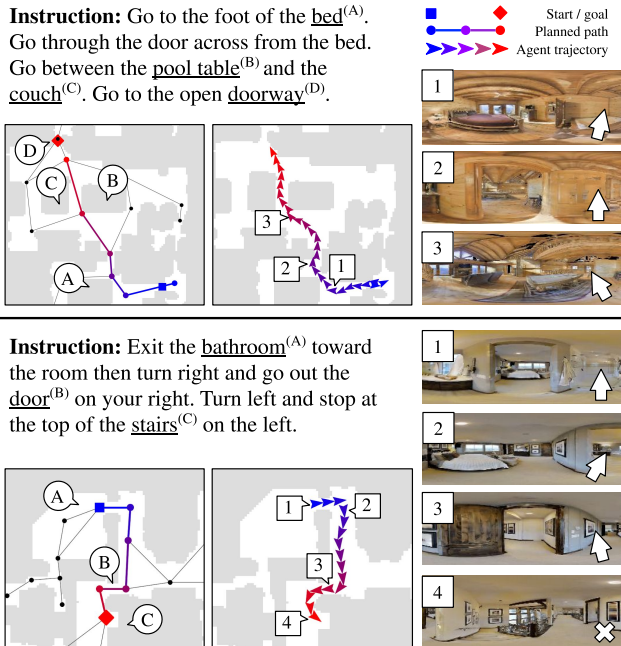 Instruction: Go to the foot of the bed(A).
Go through the door across from the bed.
Go between the pool table(B) and the
couch(C). Go to the open doorway(D).
Start / goal
Planned path
Agent trajectory
D
C
B
A
3
2
1
1
2
3
Instruction: Exit the bathroom(A) toward
the room then turn right and go out the
door(B) on your right. Turn left and stop at
the top of the stairs(C) on the left.
A
B
C
1
2
3
4
1
2
3
4